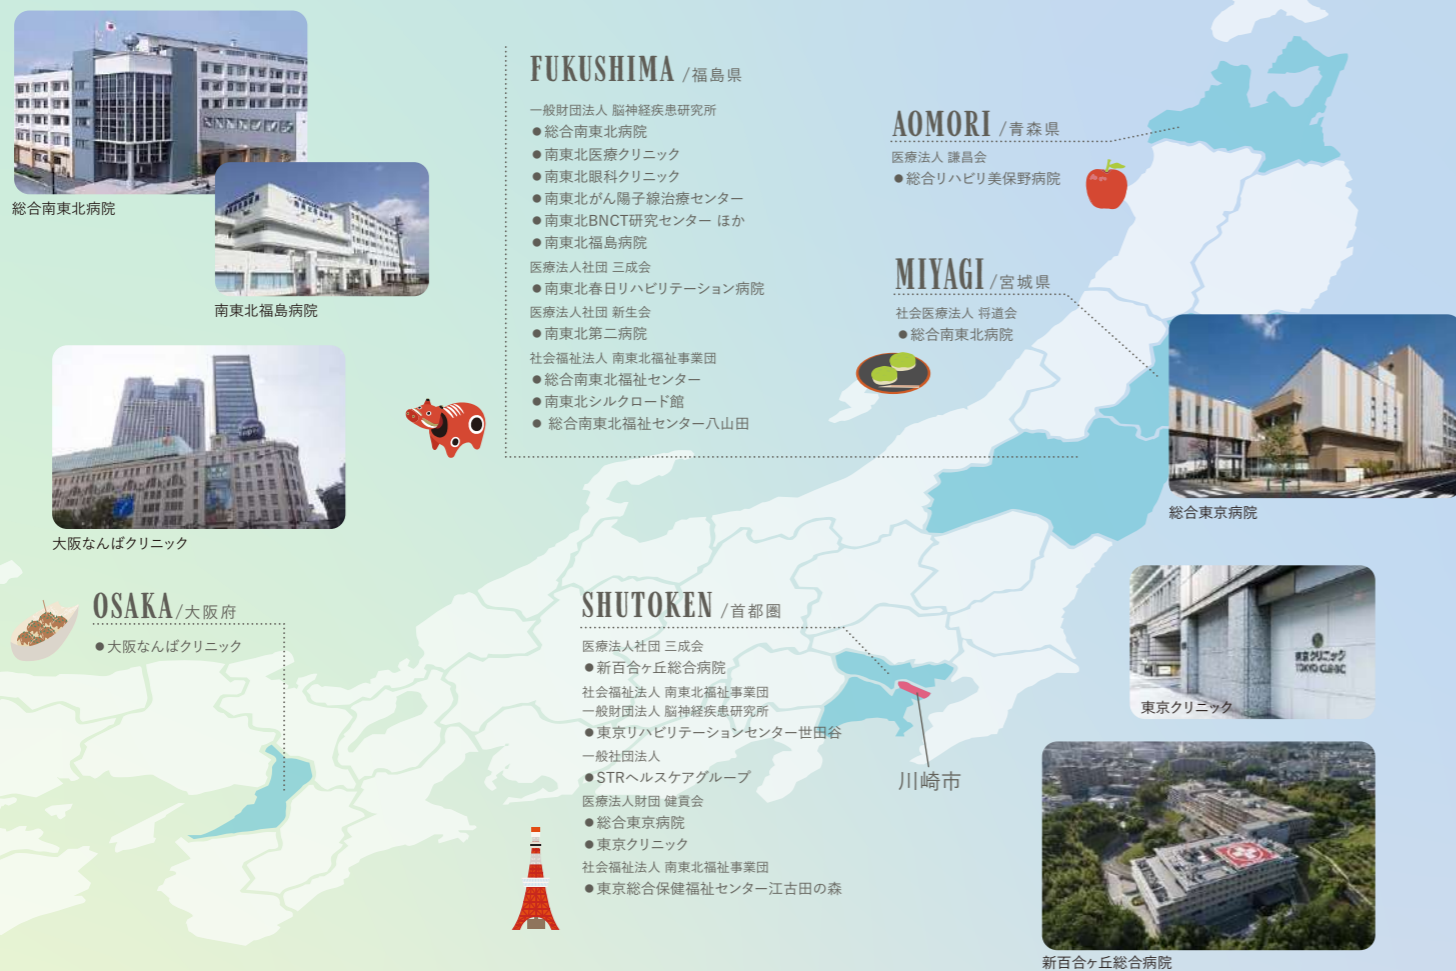 総合南東北病院
南東北福島病院
大阪なんばクリニック
FUKUSHIMA /福島県
一般財団法人 脳神経疾患研究所
●総合南東北病院
●南東北医療クリニック
●南東北眼科クリニック
●南東北がん陽子線治療センター
●南東北BNCT研究センター ほか
●南東北福島病院
医療法人社団 三成会
●南東北春日リハビリテーション病院
医療法人社団 新生会
●南東北第二病院
社会福祉法人 南東北福祉事業団
●総合南東北福祉センター
●南東北シルクロード館
● 総合南東北福祉センター八山田
AOMORI /青森県
医療法人 謙昌会
●総合リハビリ美保野病院
MIYAGI /宮城県
社会医療法人 将道会
●総合南東北病院
総合東京病院
OSAKA/大阪府
●大阪なんばクリニック
SHUTOKEN /首都圏
医療法人社団 三成会
●新百合ヶ丘総合病院
社会福祉法人 南東北福祉事業団
一般財団法人 脳神経疾患研究所
●東京リハビリテーションセンター世田谷
一般社団法人
●STRヘルスケアグループ
医療法人財団 健貢会
●総合東京病院
●東京クリニック
社会福祉法人 南東北福祉事業団
●東京総合保健福祉センター江古田の森
川崎市
東京クリニック
TOKYO CLINIC
東京クリニック
新百合ヶ丘総合病院